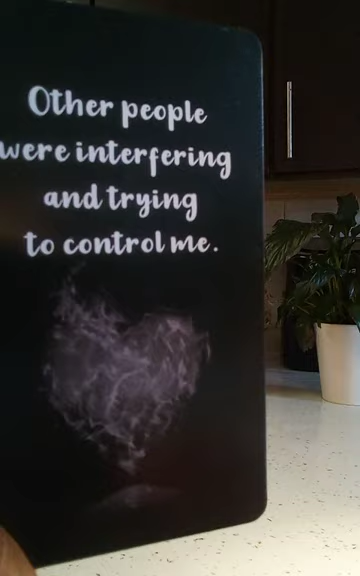 Other people
were interfering
and trying
to control me.